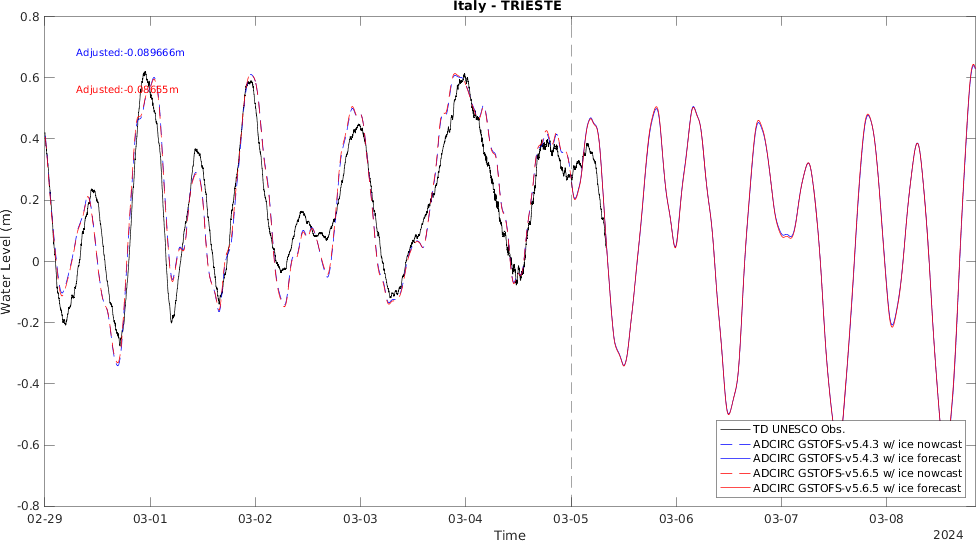 Italy - TRIESTE
0.8
Adjusted:-0.089666m
0.6
Adjusted:-0.08655m
0.4
0.2
0
-0.2
-0.4
-0.6
-0.8
Water Level (m)
TD UNESCO Obs.
ADCIRC GSTOFS-v5.4.3 w/ ice nowcast
ADCIRC GSTOFS-v5.4.3 w/ ice forecast
ADCIRC GSTOFS-v5.6.5 w/ ice nowcast
ADCIRC GSTOFS-v5.6.5 w/ ice forecast
02-29 03-01 03-02 03-03 03-04 03-05 03-06 03-07 03-08
Time
2024